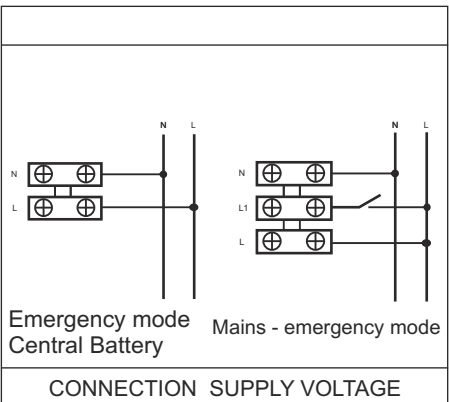 N L
N
L
N L
N
L1
L
Emergency mode
Central Battery
Mains - emergency mode
CONNECTION SUPPLY VOLTAGE